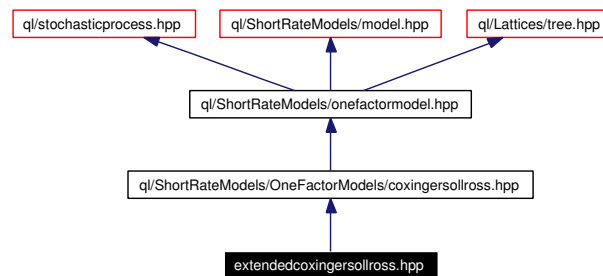 ql/stochasticprocess.hpp
ql/ShortRateModels/model.hpp
ql/Lattices/tree.hpp
ql/ShortRateModels/onefactormodel.hpp
ql/ShortRateModels/OneFactorModels/coxingersollross.hpp
extendedcoxingersollross.hpp